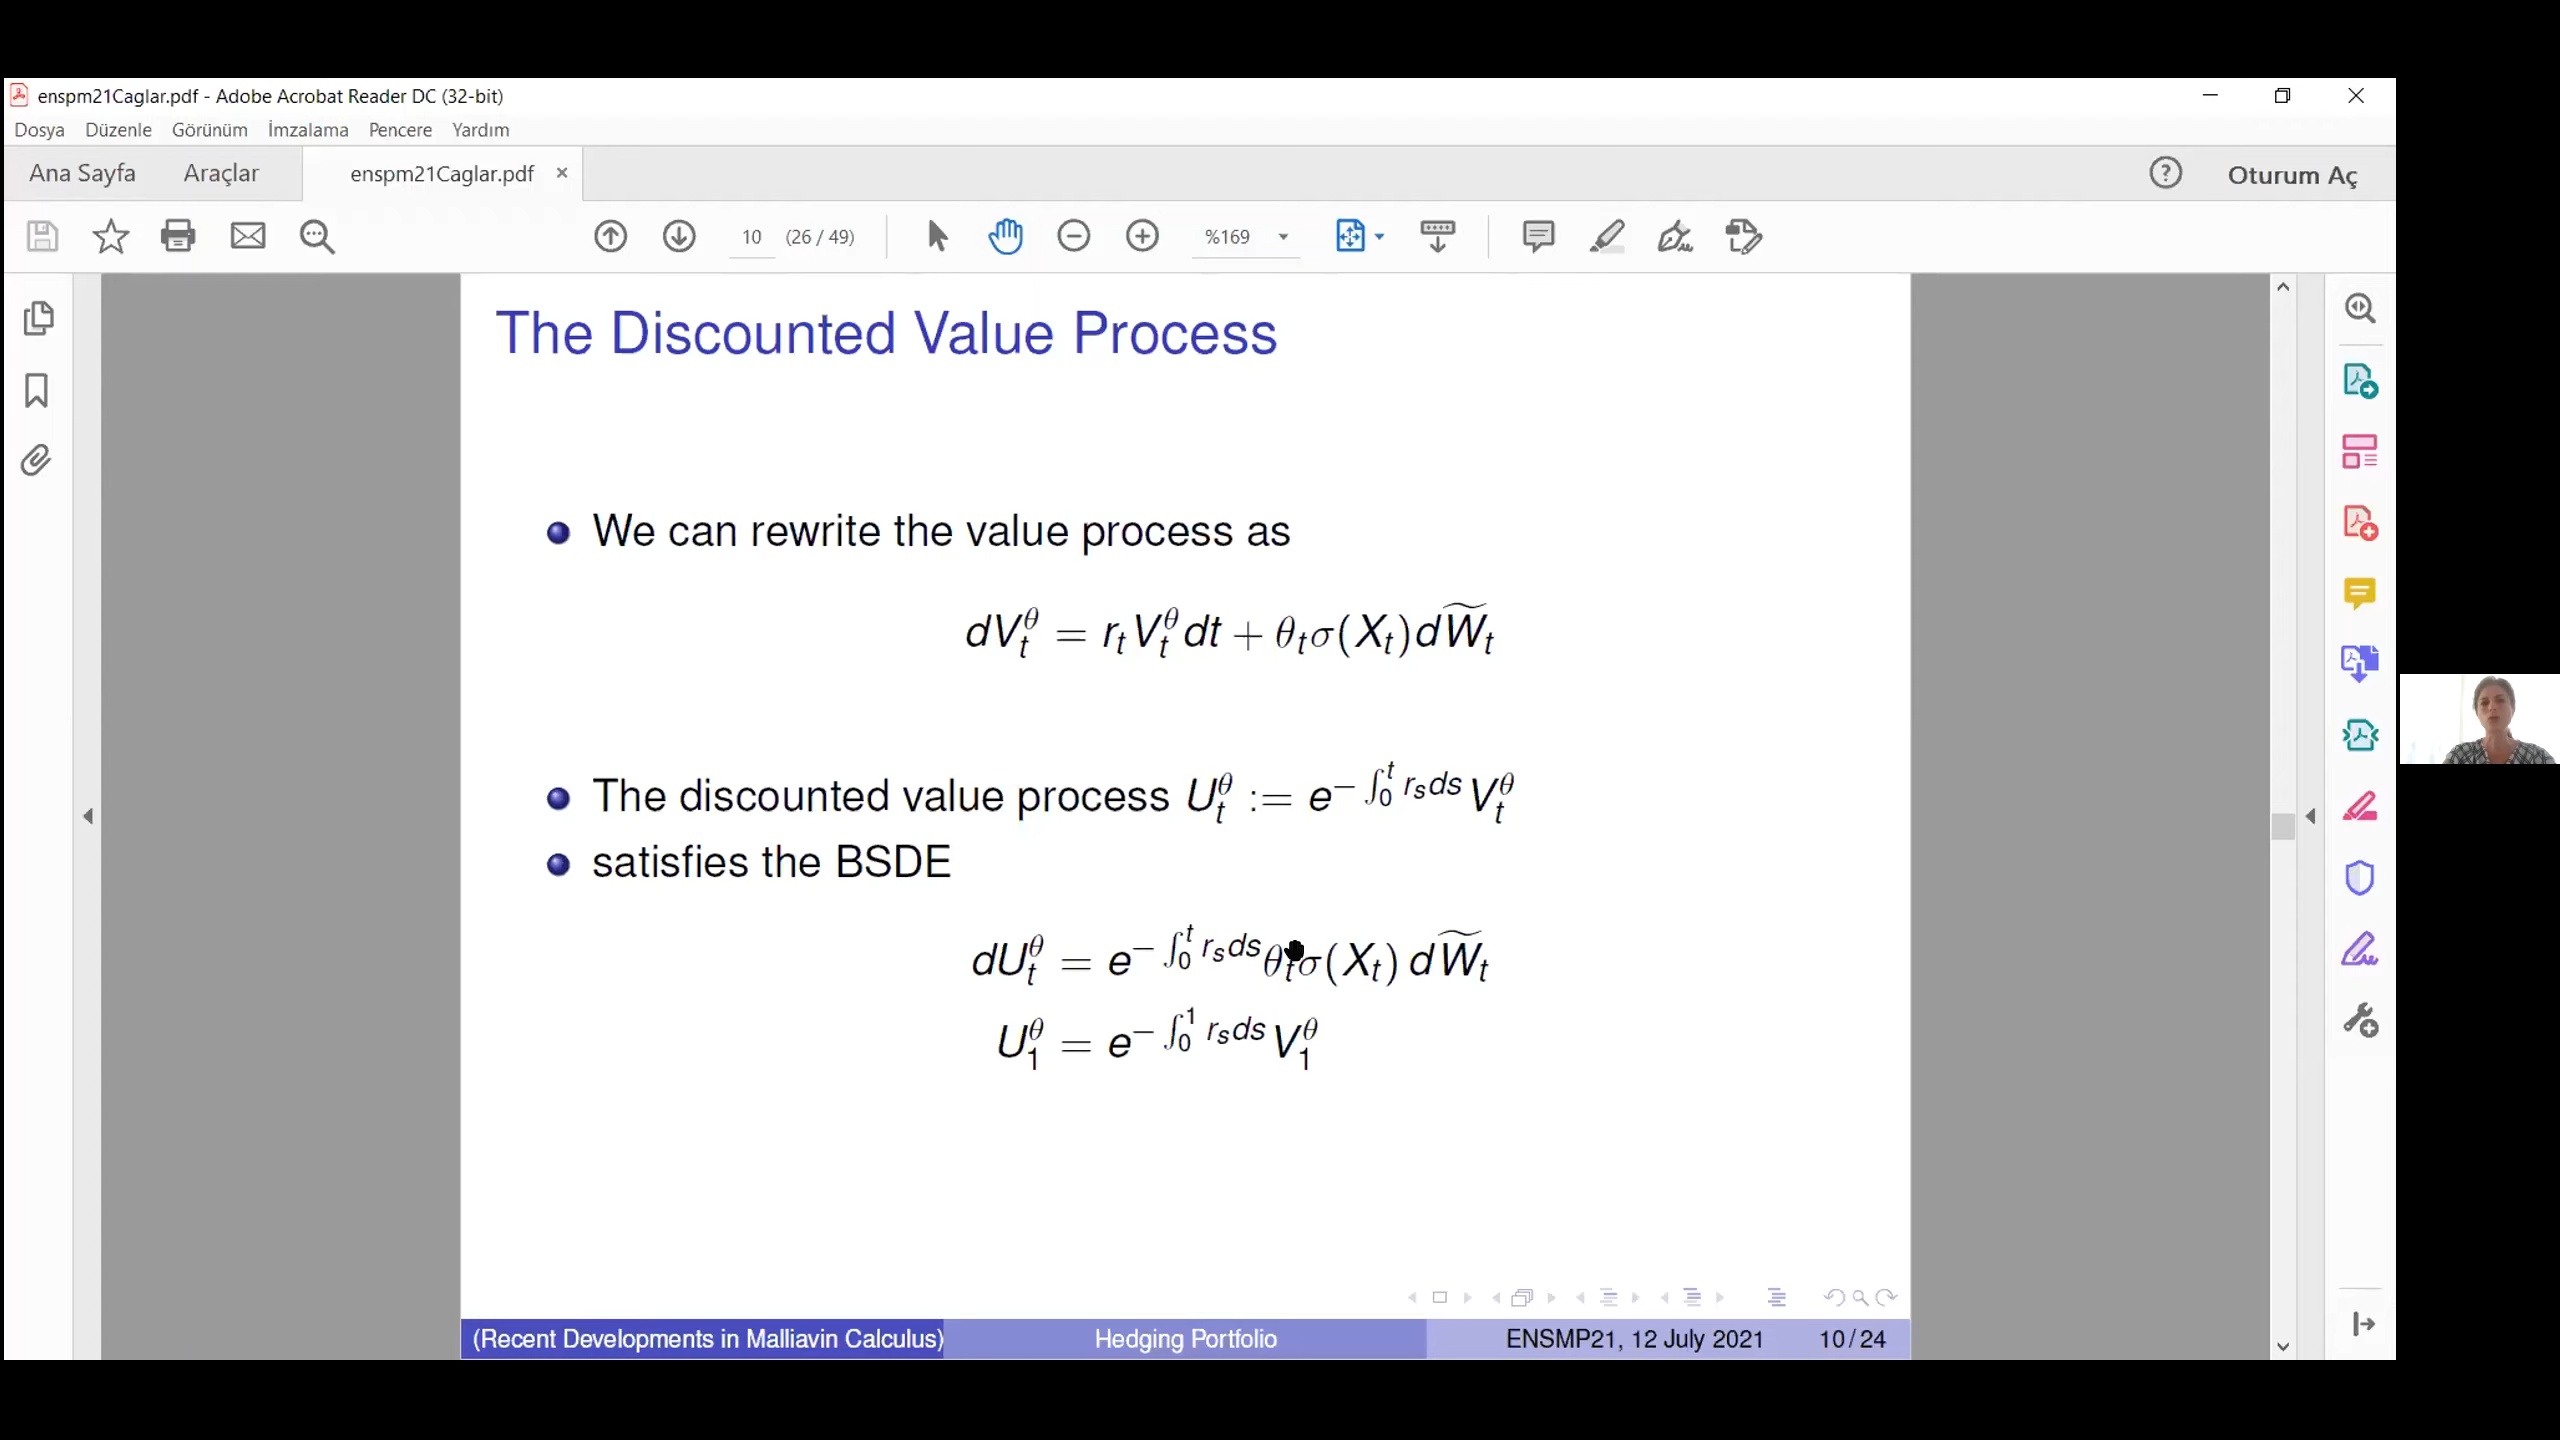 enspm21Caglar.pdf - Adobe Acrobat Reader DC (32-bit)
Dosya Düzenle Görünüm İmzalama Pencere Yardım
Ana Sayfa Araçlar enspm21Caglar.pdf × Oturum Aç
10 (26 / 49) %169
The Discounted Value Process
We can rewrite the value process as
dV_t^θ = r_t V_t^θ dt + θ_t σ(X_t) dW̃_t
The discounted value process U_t^θ := e^{-∫_0^t r_s ds} V_t^θ
satisfies the BSDE
dU_t^θ = e^{-∫_0^t r_s ds} θ_t σ(X_t) dW̃_t
U_1^θ = e^{-∫_0^1 r_s ds} V_1^θ
(Recent Developments in Malliavin Calculus) Hedging Portfolio ENSMP21, 12 July 2021 10 / 24